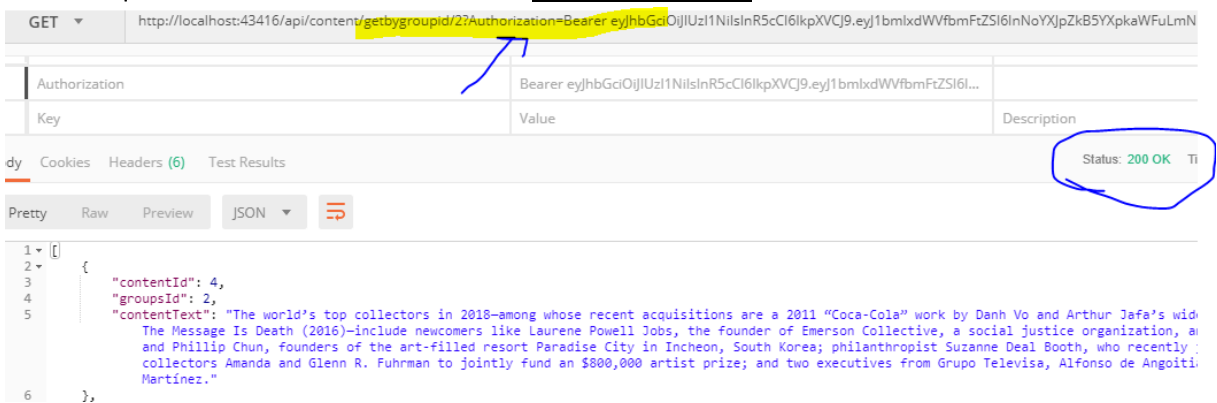 GET http://localhost:43416/api/content/getbygroupid/2?Authorization=Bearer eyJhbGciOiJIUzI1NiIsInR5cCI6IkpXVCJ9.eyJ1bmlxdWVfbmFtZSI6InNoYXJpZkB5YXpkaWFuLmN
Authorization Bearer eyJhbGciOiJIUzI1NiIsInR5cCI6IkpXVCJ9.eyJ1bmlxdWVfbmFtZSI6I...
Key Value Description
dy Cookies Headers (6) Test Results Status: 200 OK Ti
Pretty Raw Preview JSON
1 [
2 {
3 "contentId": 4,
4 "groupsId": 2,
5 "contentText": "The world's top collectors in 2018—among whose recent acquisitions are a 2011 “Coca-Cola” work by Danh Vo and Arthur Jafa’s wid
The Message Is Death (2016)—include newcomers like Laurene Powell Jobs, the founder of Emerson Collective, a social justice organization, a
and Phillip Chun, founders of the art-filled resort Paradise City in Incheon, South Korea; philanthropist Suzanne Deal Booth, who recently
collectors Amanda and Glenn R. Fuhrman to jointly fund an $800,000 artist prize; and two executives from Grupo Televisa, Alfonso de Angoiti
Martínez."
6 },